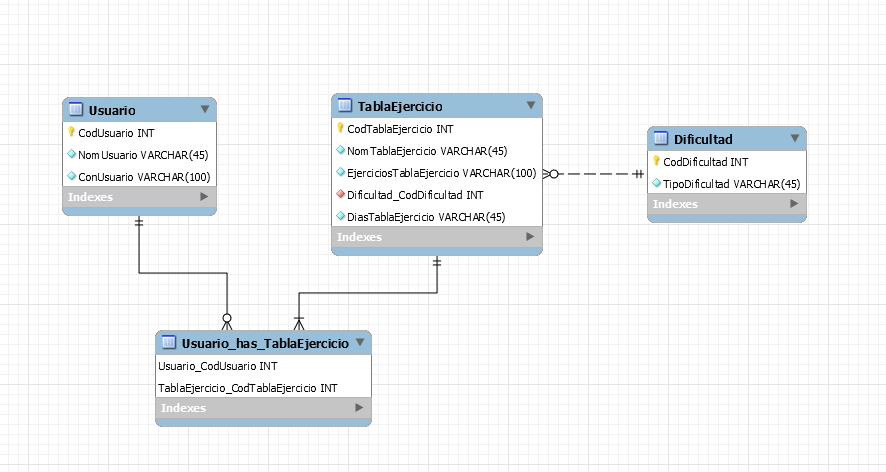 Usuario
CodUsuario INT
NomUsuario VARCHAR(45)
ConUsuario VARCHAR(100)
Indexes
TablaEjercicio
CodTablaEjercicio INT
NomTablaEjercicio VARCHAR(45)
EjerciciosTablaEjercicio VARCHAR(100)
Dificultad_CodDificultad INT
DiasTablaEjercicio VARCHAR(45)
Indexes
Dificultad
CodDificultad INT
TipoDificultad VARCHAR(45)
Indexes
Usuario_has_TablaEjercicio
Usuario_CodUsuario INT
TablaEjercicio_CodTablaEjercicio INT
Indexes